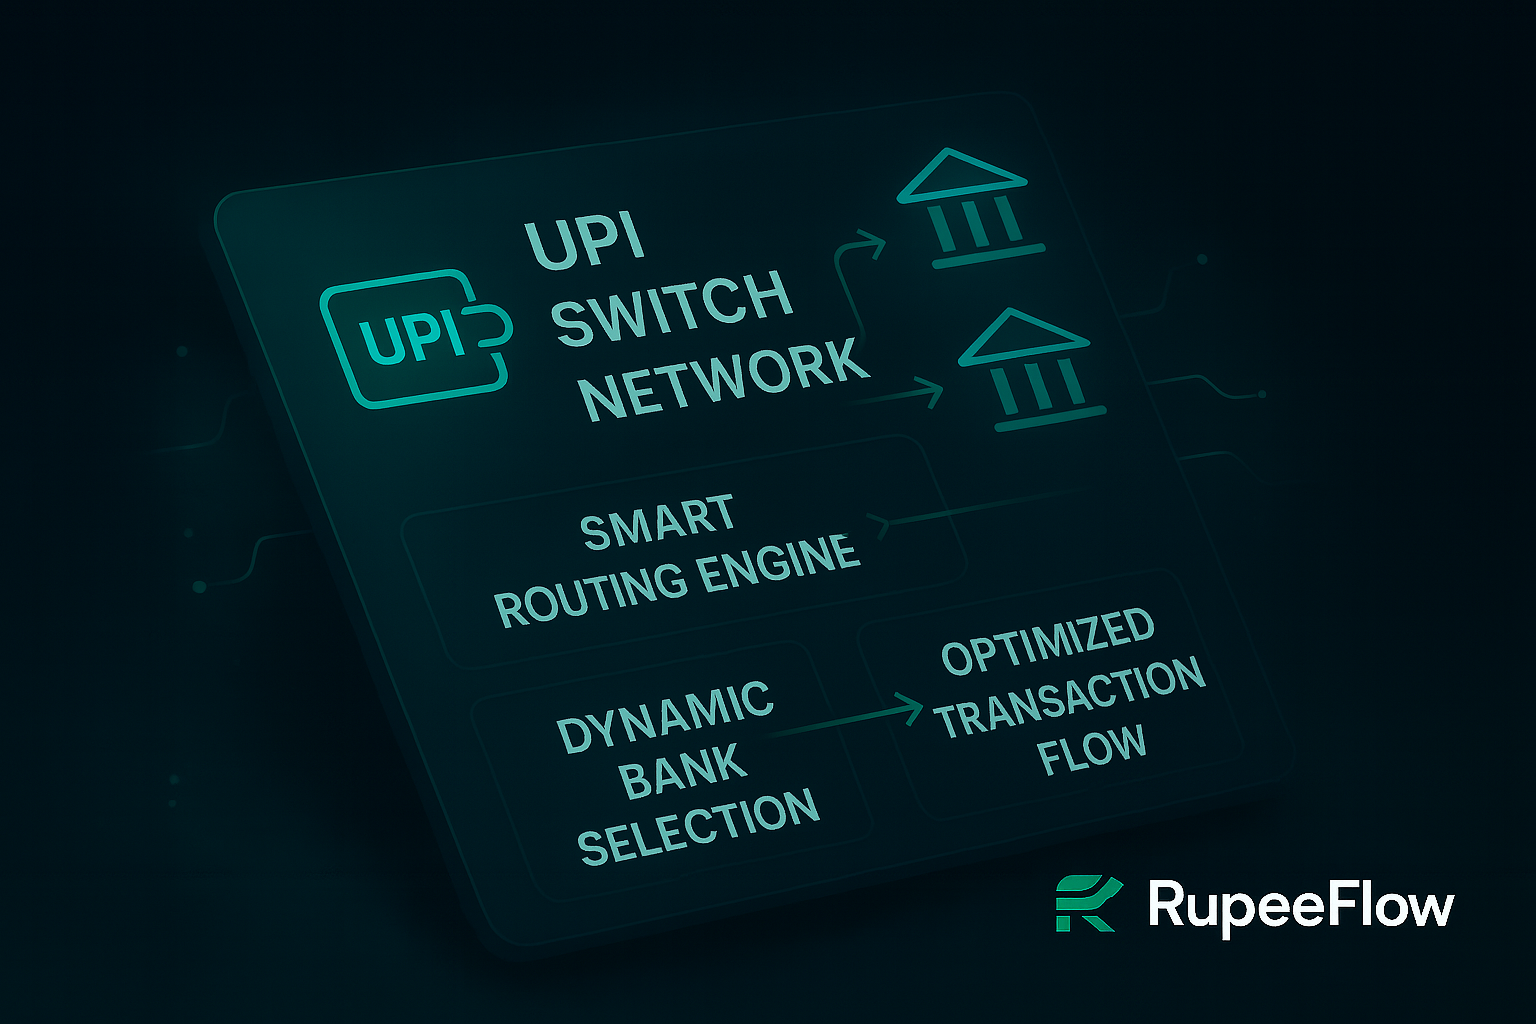 UPI
UPI
SWITCH
NETWORK
SMART
ROUTING ENGINE
DYNAMIC
BANK
SELECTION
OPTIMIZED
TRANSACTION
FLOW
RupeeFlow